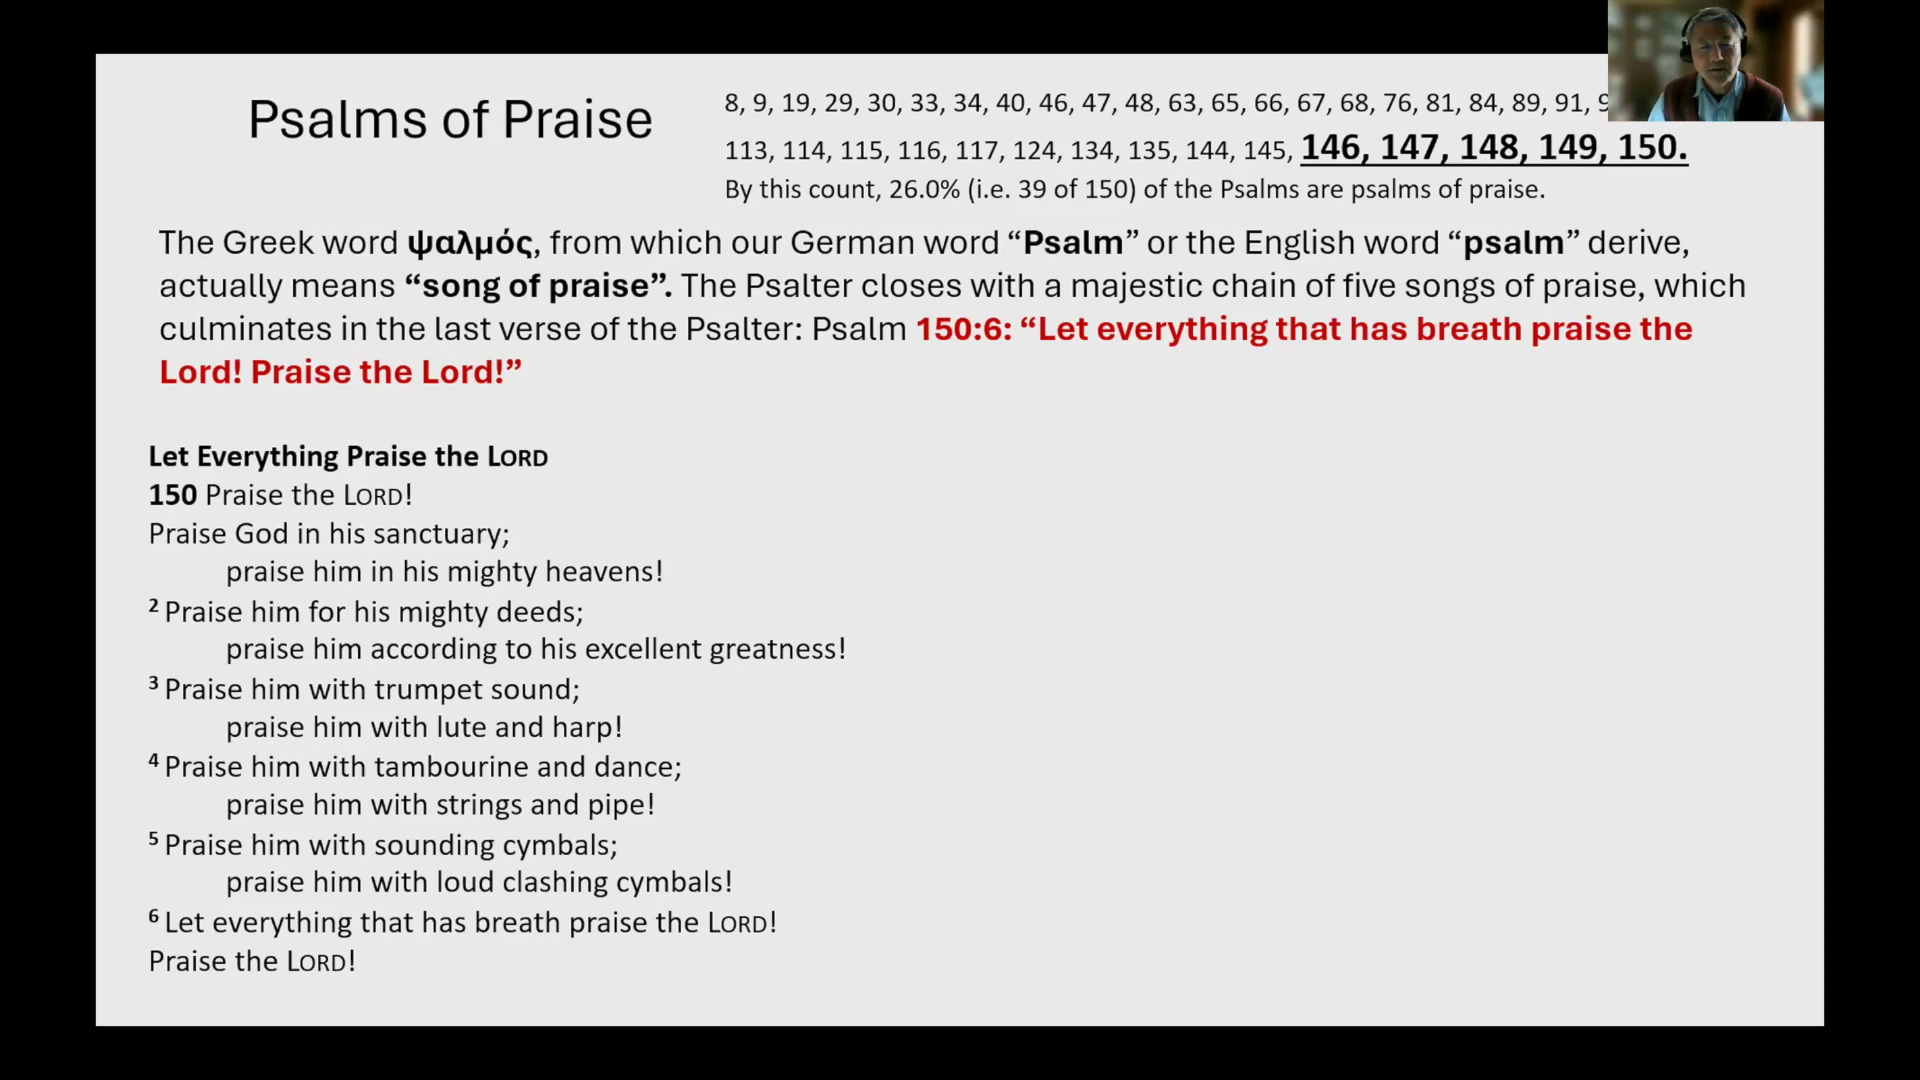 Psalms of Praise
8, 9, 19, 29, 30, 33, 34, 40, 46, 47, 48, 63, 65, 66, 67, 68, 76, 81, 84, 89, 91,
113, 114, 115, 116, 117, 124, 134, 135, 144, 145, 146, 147, 148, 149, 150.
By this count, 26.0% (i.e. 39 of 150) of the Psalms are psalms of praise.
The Greek word ψαλμός, from which our German word “Psalm” or the English word “psalm” derive,
actually means “song of praise”. The Psalter closes with a majestic chain of five songs of praise, which
culminates in the last verse of the Psalter: Psalm 150:6: “Let everything that has breath praise the
Lord! Praise the Lord!”
Let Everything Praise the LORD
150 Praise the LORD!
Praise God in his sanctuary;
praise him in his mighty heavens!
2 Praise him for his mighty deeds;
praise him according to his excellent greatness!
3 Praise him with trumpet sound;
praise him with lute and harp!
4 Praise him with tambourine and dance;
praise him with strings and pipe!
5 Praise him with sounding cymbals;
praise him with loud clashing cymbals!
6 Let everything that has breath praise the LORD!
Praise the LORD!